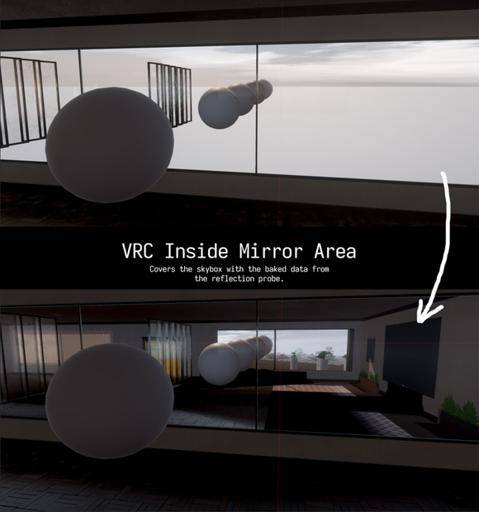 VRC Inside Mirror Area
Covers the skybox with the baked data from
the reflection probe.